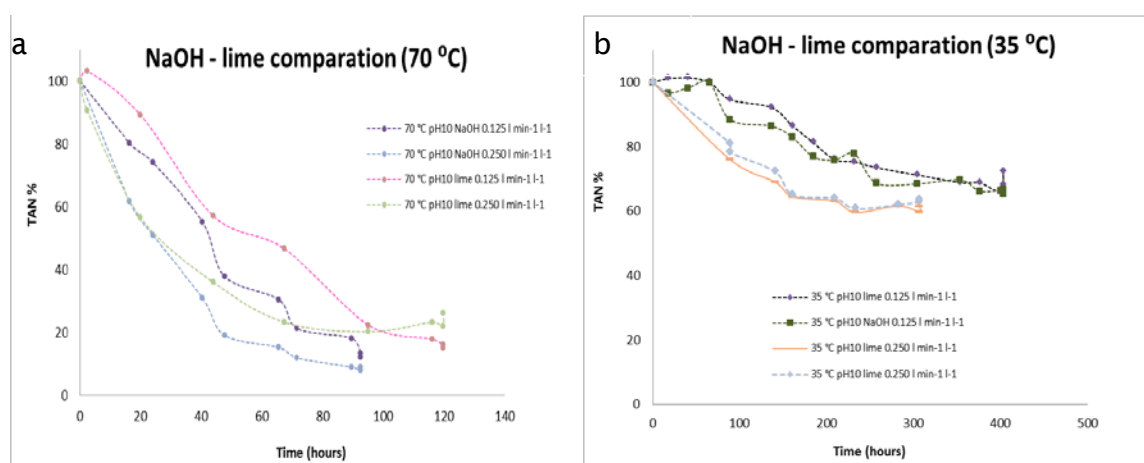 a
NaOH - lime comparation (70 ⁰C)
TAN %
100
80
60
40
20
0
0 20 40 60 80 100 120 140
Time (hours)
70 ℃ pH10 NaOH 0.125 l min-1 l-1
70 ℃ pH10 NaOH 0.250 l min-1 l-1
70 ℃ pH10 lime 0.125 l min-1 l-1
70 ℃ pH10 lime 0.250 l min-1 l-1
b
NaOH - lime comparation (35 ⁰C)
TAN %
100
80
60
40
20
0
0 100 200 300 400 500
Time (hours)
35 ℃ pH10 lime 0.125 l min-1 l-1
35 ℃ pH10 NaOH 0.125 l min-1 l-1
35 ℃ pH10 lime 0.250 l min-1 l-1
35 ℃ pH10 lime 0.250 l min-1 l-1